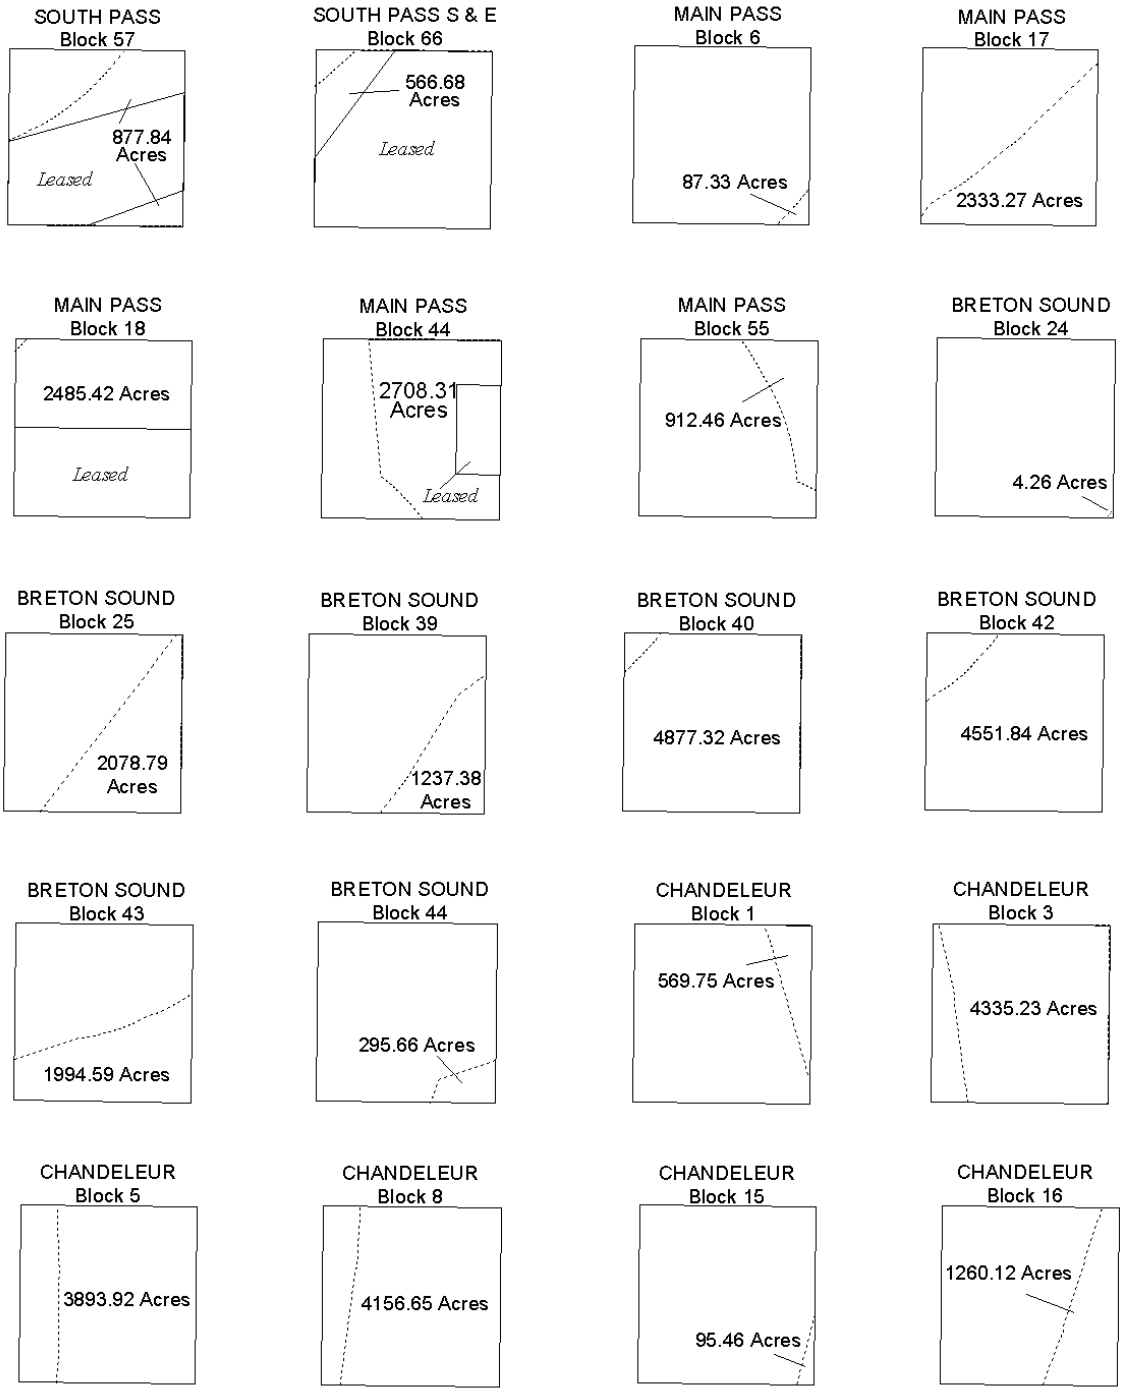 SOUTH PASS
Block 57
877.84
Acres
Leased
SOUTH PASS S & E
Block 66
566.68
Acres
Leased
MAIN PASS
Block 6
87.33 Acres
MAIN PASS
Block 17
2333.27 Acres
MAIN PASS
Block 18
2485.42 Acres
Leased
MAIN PASS
Block 44
2708.31
Acres
Leased
MAIN PASS
Block 55
912.46 Acres
BRETON SOUND
Block 24
4.26 Acres
BRETON SOUND
Block 25
2078.79
Acres
BRETON SOUND
Block 39
1237.38
Acres
BRETON SOUND
Block 40
4877.32 Acres
BRETON SOUND
Block 42
4551.84 Acres
BRETON SOUND
Block 43
1994.59 Acres
BRETON SOUND
Block 44
295.66 Acres
CHANDELEUR
Block 1
569.75 Acres
CHANDELEUR
Block 3
4335.23 Acres
CHANDELEUR
Block 5
3893.92 Acres
CHANDELEUR
Block 8
4156.65 Acres
CHANDELEUR
Block 15
95.46 Acres
CHANDELEUR
Block 16
1260.12 Acres